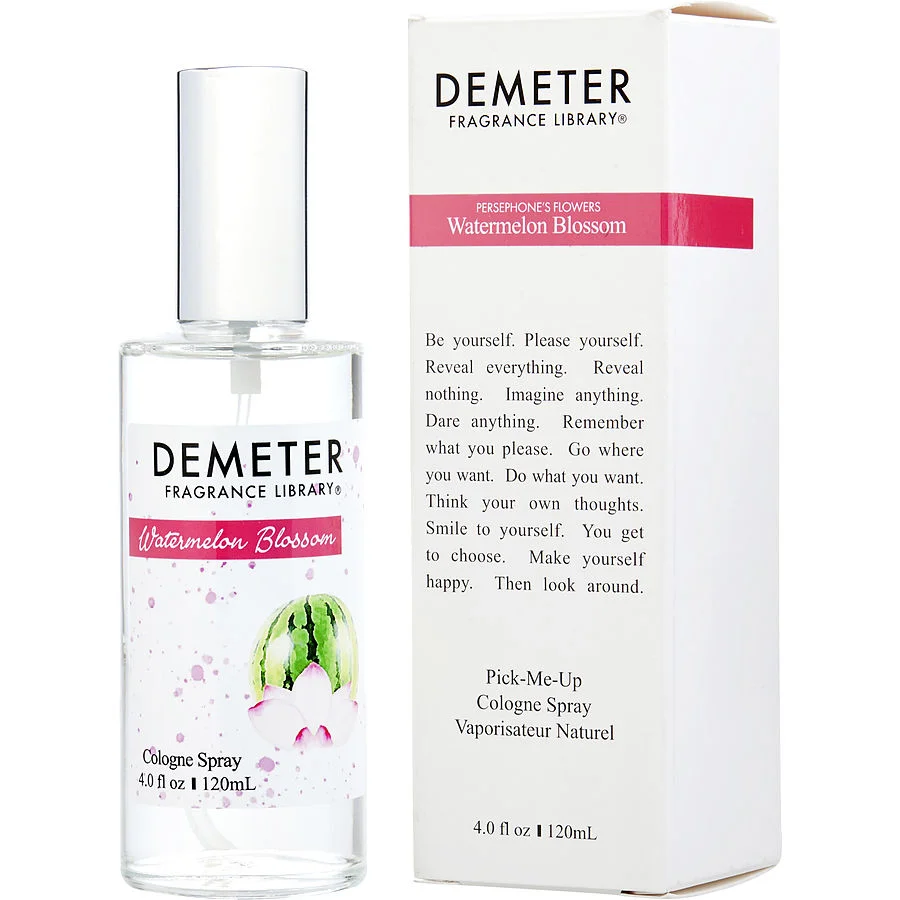 DEMETER
FRAGRANCE LIBRARY®
Watermelon Blossom
Cologne Spray
4.0 fl oz ▮ 120mL
DEMETER
FRAGRANCE LIBRARY®
PERSEPHONE'S FLOWERS
Watermelon Blossom
Be yourself. Please yourself.
Reveal everything. Reveal
nothing. Imagine anything.
Dare anything. Remember
what you please. Go where
you want. Do what you want.
Think your own thoughts.
Smile to yourself. You get
to choose. Make yourself
happy. Then look around.
Pick-Me-Up
Cologne Spray
Vaporisateur Naturel
4.0 fl oz ▮ 120mL